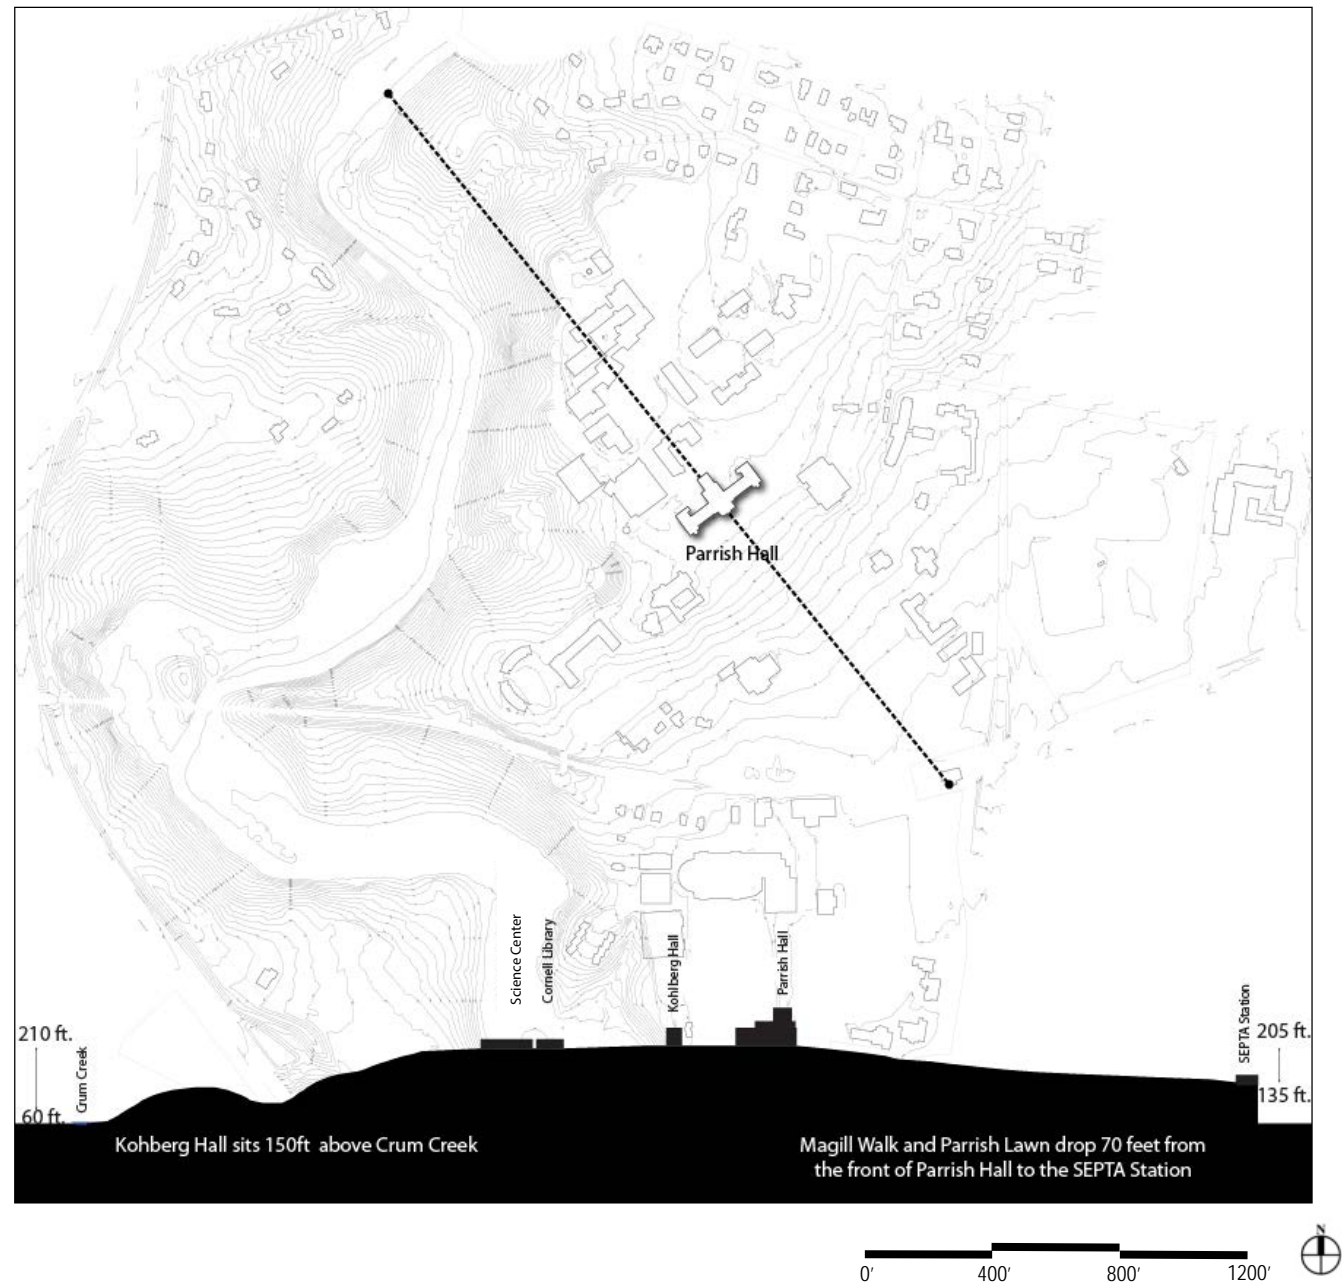 Parrish Hall
Science Center
Cornell Library
Kohlberg Hall
Parrish Hall
SEPTA Station
210 ft.
205 ft.
Crum Creek
60 ft.
135 ft.
Kohberg Hall sits 150ft above Crum Creek
Magill Walk and Parrish Lawn drop 70 feet from
the front of Parrish Hall to the SEPTA Station
N
0'
400'
800'
1200'